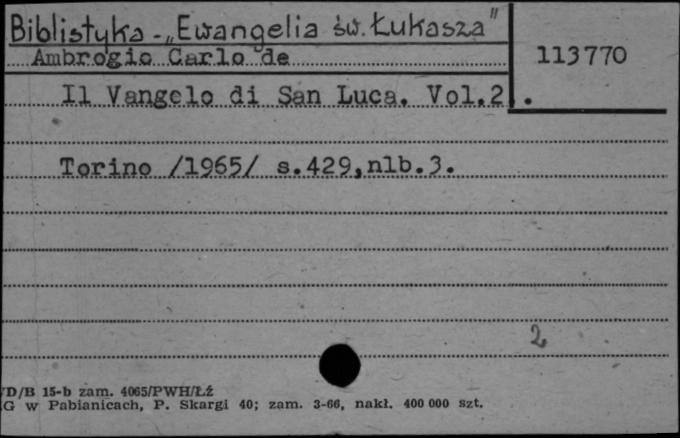 Biblistyka - „Ewangelia św. Łukasza"
Ambrogio Carlo de
113770
Il Vangelo di San Luca. Vol.2.
Torino /1965/ s.429,nlb.3.
2
/D/B 15-b zam. 4065/PWH/Łź
.G w Pabianicach, P. Skargi 40; zam. 3-66, nakł. 400 000 szt.